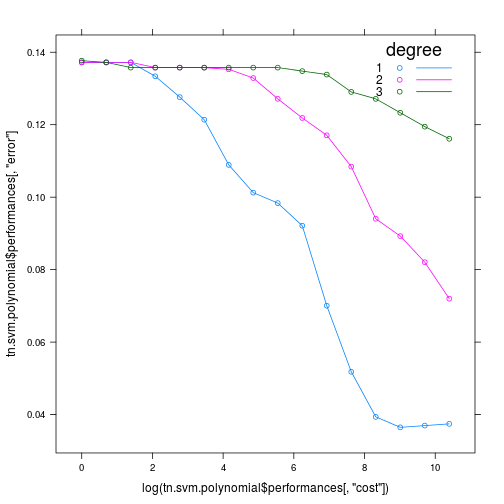 degree
1
2
3
0.14
0.12
0.10
0.08
0.06
0.04
tn.svm.polynomial$performances[, "error"]
0 2 4 6 8 10
log(tn.svm.polynomial$performances[, "cost"])